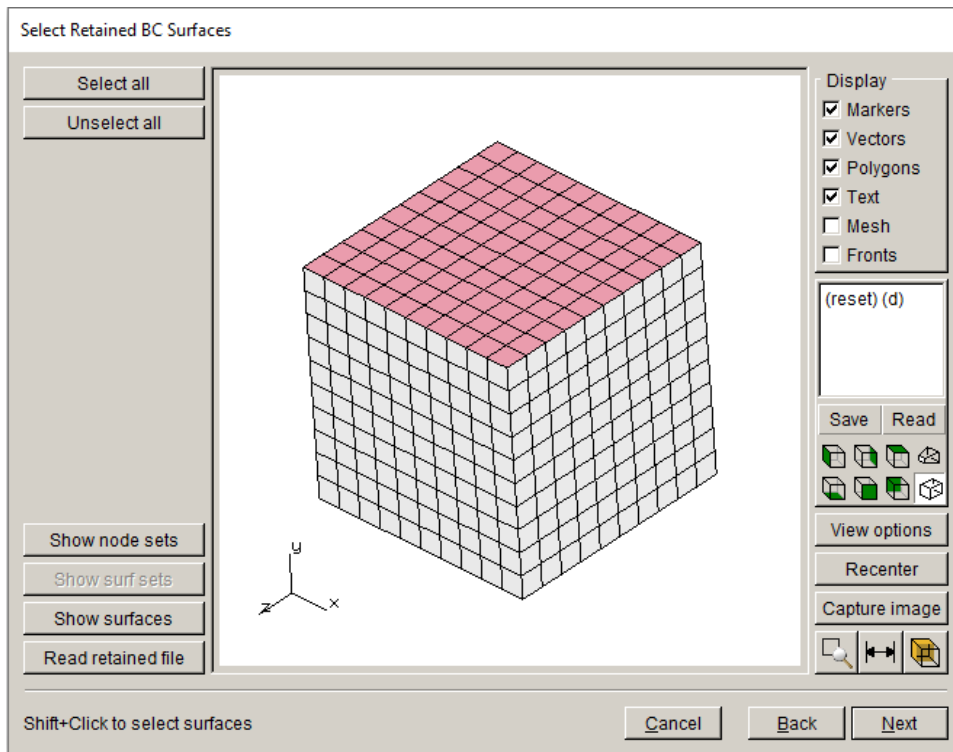 Select Retained BC Surfaces
Select all
Unselect all
Show node sets
Show surf sets
Show surfaces
Read retained file
y
z
x
Display
Markers
Vectors
Polygons
Text
Mesh
Fronts
(reset) (d)
Save Read
View options
Recenter
Capture image
Shift+Click to select surfaces
Cancel Back Next